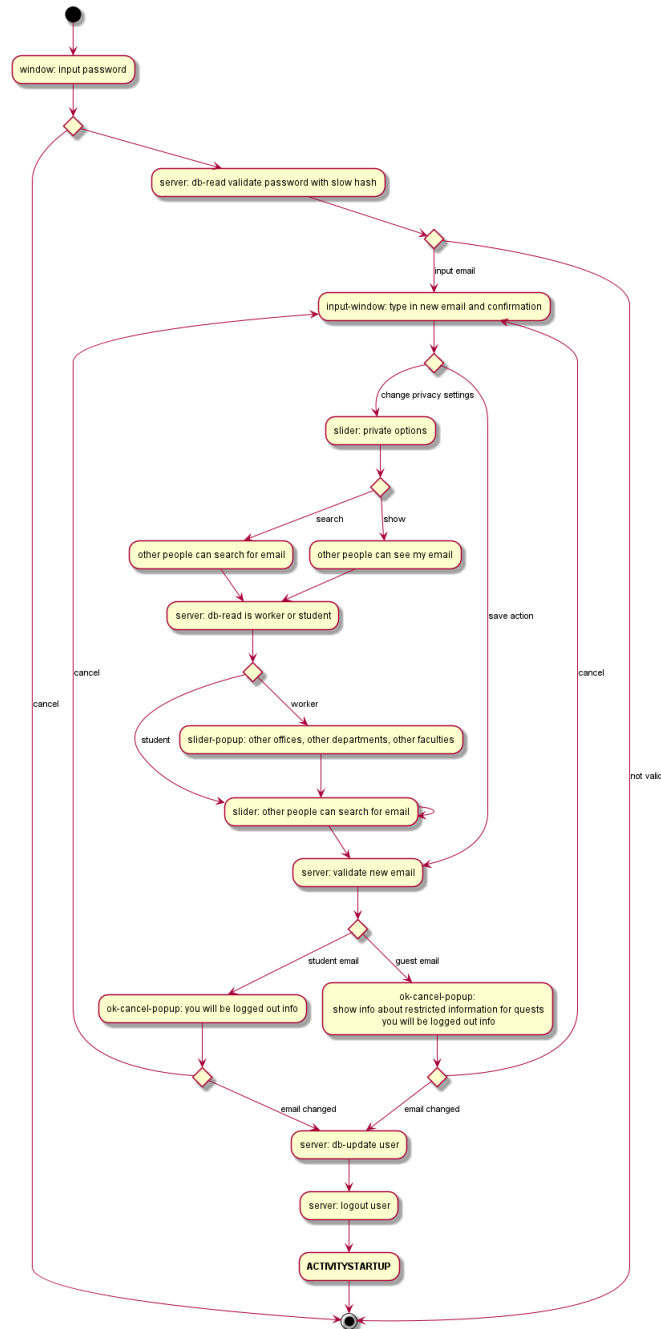 window: input password
server: db-read validate password with slow hash
input email
input-window: type in new email and confirmation
change privacy settings
slider: private options
search
show
other people can search for email
other people can see my email
server: db-read is worker or student
save action
cancel
cancel
cancel
worker
student
slider-popup: other offices, other departments, other faculties
not valid
slider: other people can search for email
server: validate new email
student email
guest email
ok-cancel-popup: you will be logged out info
ok-cancel-popup:
show info about restricted information for quests
you will be logged out info
email changed
email changed
server: db-update user
server: logout user
ACTIVITYSTARTUP